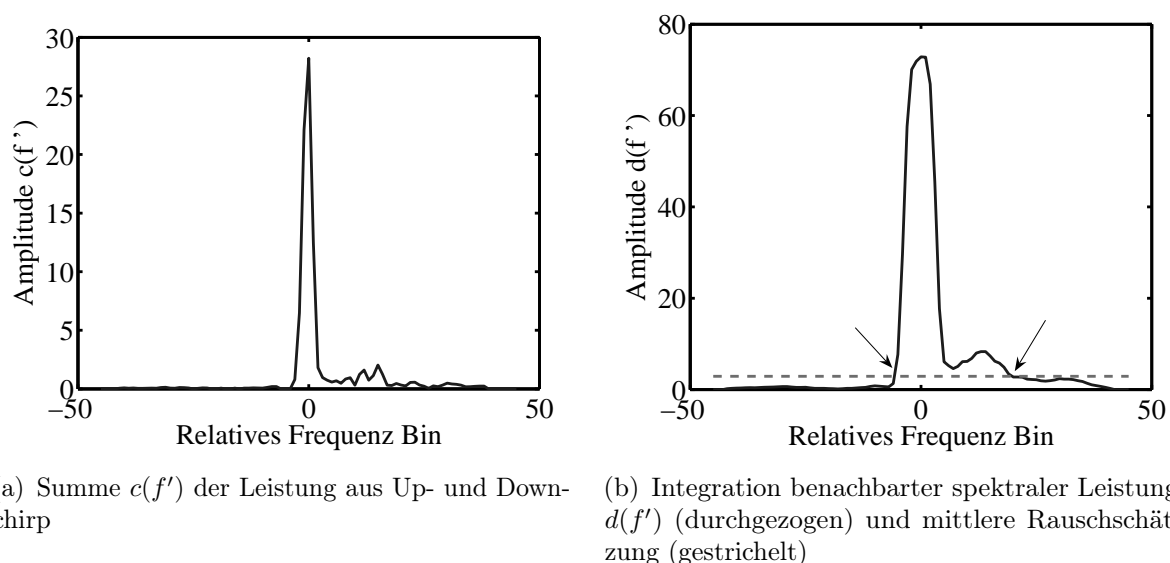 30
25
20
15
10
5
0
−50
0
50
Amplitude c(f ’)
Relatives Frequenz Bin
80
60
40
20
0
−50
0
50
Amplitude d(f’)
Relatives Frequenz Bin
a) Summe c(f′) der Leistung aus Up- und Down-
chirp
(b) Integration benachbarter spektraler Leistung
d(f′) (durchgezogen) und mittlere Rauschschät-
zung (gestrichelt)